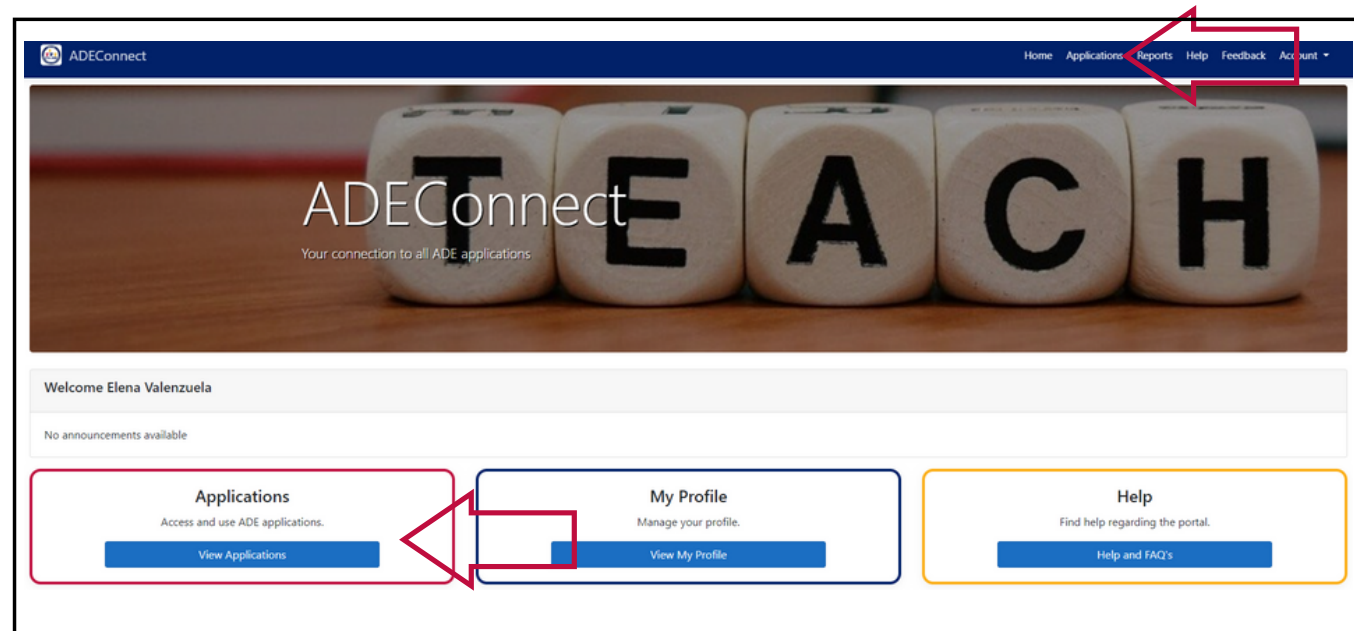 ADEConnect
Home Applications Reports Help Feedback Account
TEACH
ADEConnect
Your connection to all ADE applications
Welcome Elena Valenzuela
No announcements available
Applications
Access and use ADE applications.
View Applications
My Profile
Manage your profile.
View My Profile
Help
Find help regarding the portal.
Help and FAQ's